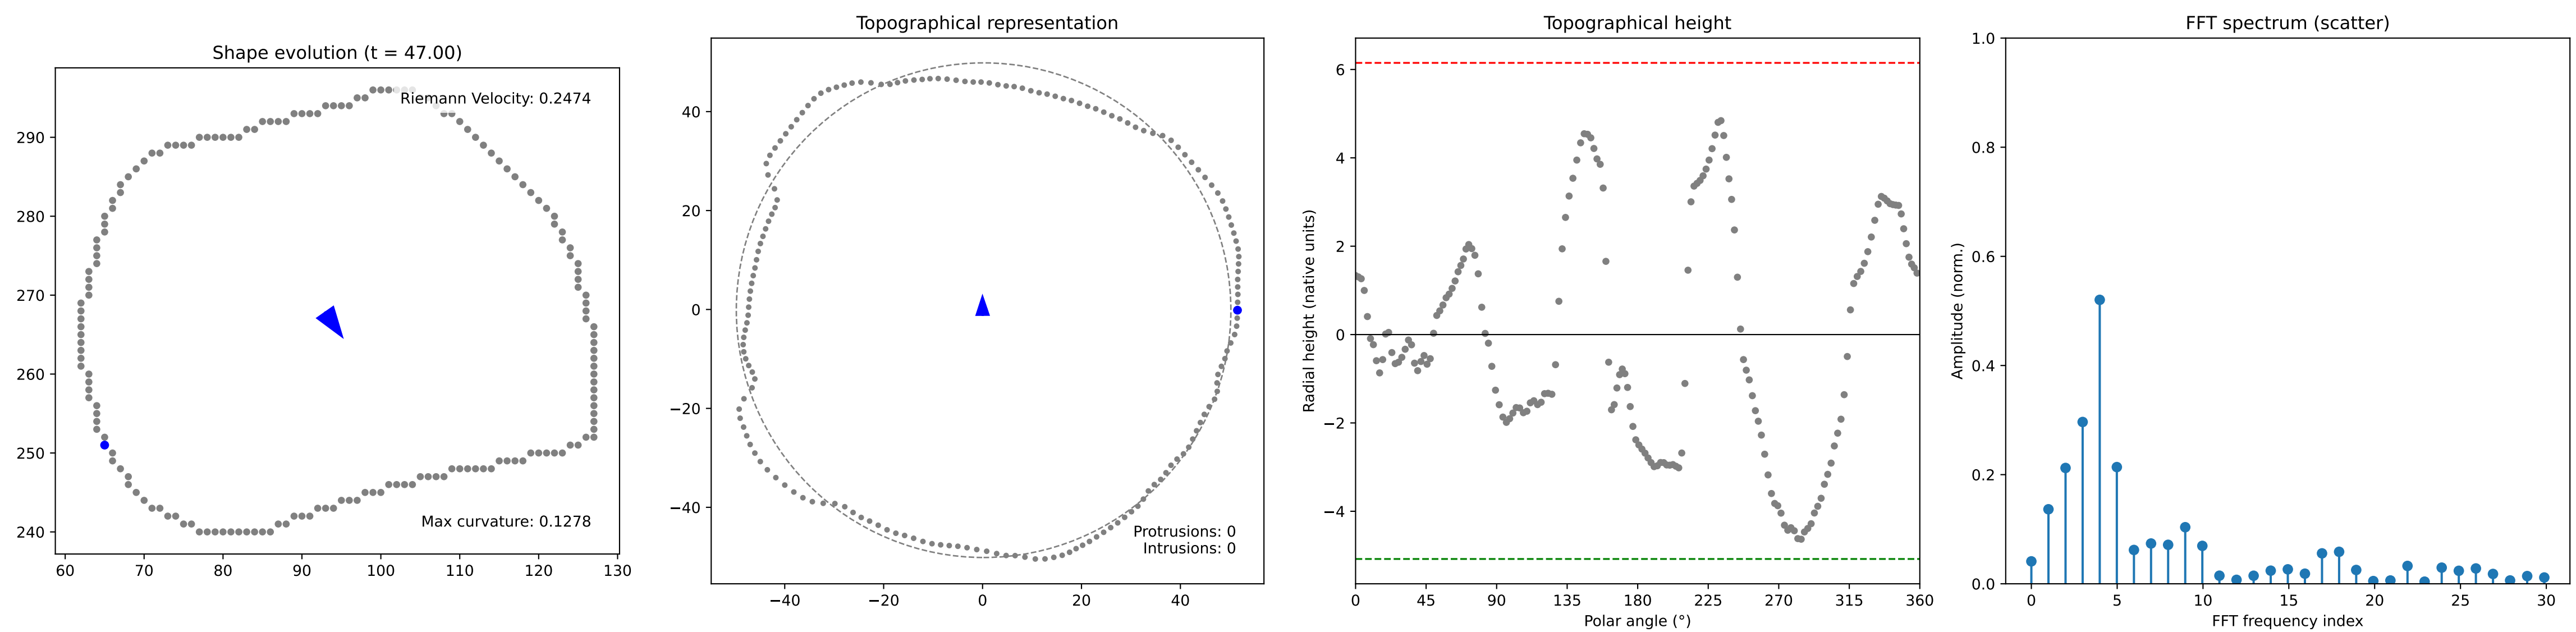 Shape evolution (t = 47.00)
Riemann Velocity: 0.2474
Max curvature: 0.1278
290
280
270
260
250
240
60 70 80 90 100 110 120 130
Topographical representation
40
20
0
−20
−40
Protrusions: 0
Intrusions: 0
−40 −20 0 20 40
Topographical height
Radial height (native units)
6
4
2
0
−2
−4
0 45 90 135 180 225 270 315 360
Polar angle (°)
FFT spectrum (scatter)
Amplitude (norm.)
1.0
0.8
0.6
0.4
0.2
0.0
0 5 10 15 20 25 30
FFT frequency index